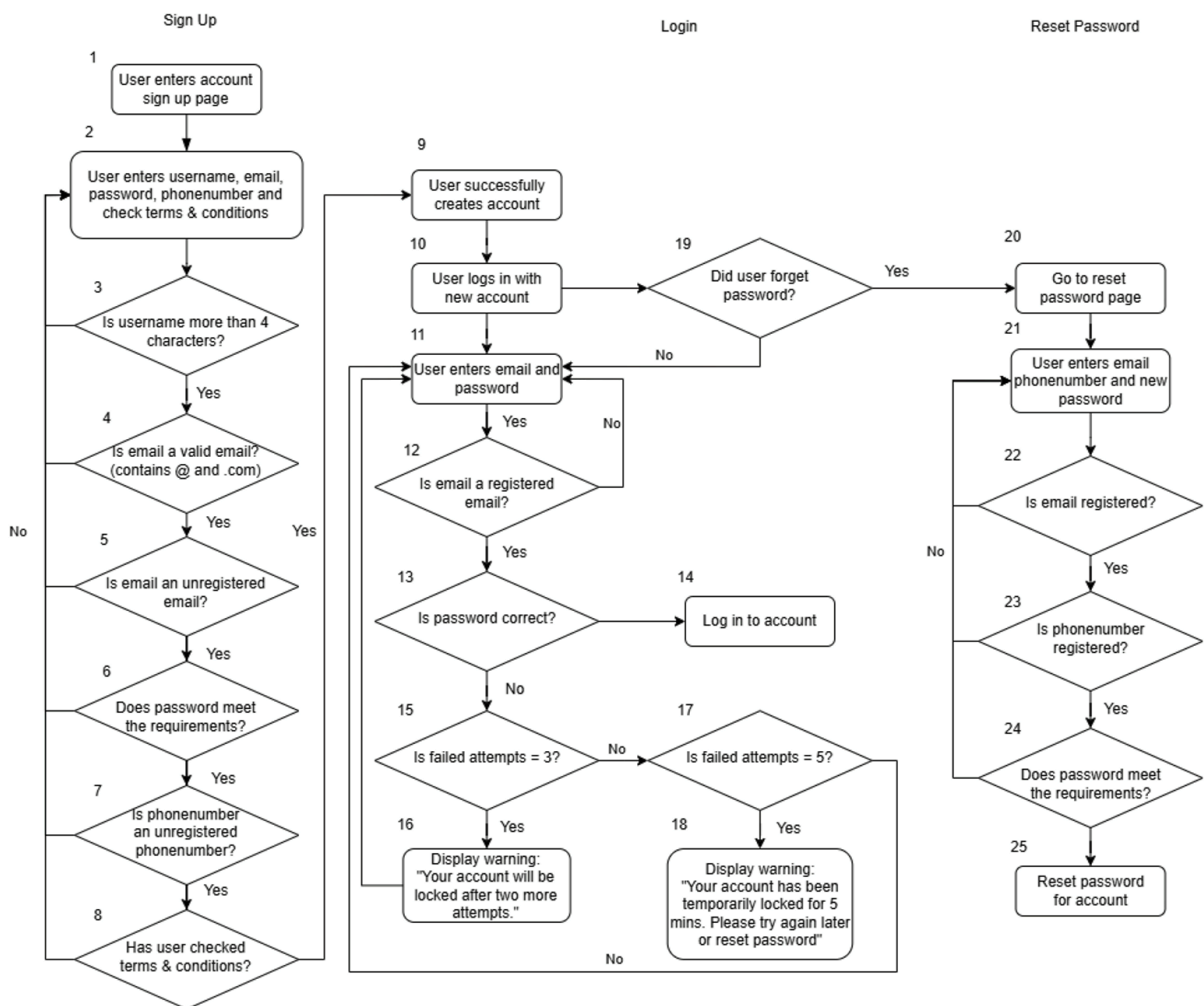 Sign Up
1
User enters account
sign up page
2
User enters username, email,
password, phonenumber and
check terms & conditions
3
Is username more than 4
characters?
Yes
4
Is email a valid email?
(contains @ and .com)
Yes
No
5
Is email an unregistered
email?
Yes
6
Does password meet
the requirements?
Yes
7
Is phonenumber
an unregistered
phonenumber?
Yes
8
Has user checked
terms & conditions?
Yes
Login
9
User successfully
creates account
10
User logs in with
new account
11
User enters email and
password
Yes
12
Is email a registered
email?
No
Yes
13
Is password correct?
14
Log in to account
No
15
Is failed attempts = 3?
No
Yes
16
Display warning:
"Your account will be
locked after two more
attempts."
17
Is failed attempts = 5?
Yes
18
Display warning:
"Your account has been
temporarily locked for 5
mins. Please try again later
or reset password"
No
19
Did user forget
password?
Yes
No
Reset Password
20
Go to reset
password page
21
User enters email
phonenumber and new
password
22
Is email registered?
No
Yes
23
Is phonenumber
registered?
Yes
24
Does password meet
the requirements?
25
Reset password
for account